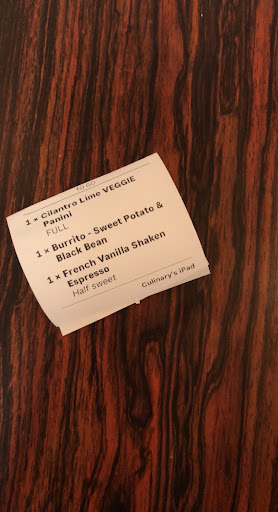 TO GO
1 × Cilantro Lime VEGGIE
Panini
FULL
1 × Burrito - Sweet Potato &
Black Bean
1 × French Vanilla Shaken
Espresso
Half sweet
Culinary's iPad